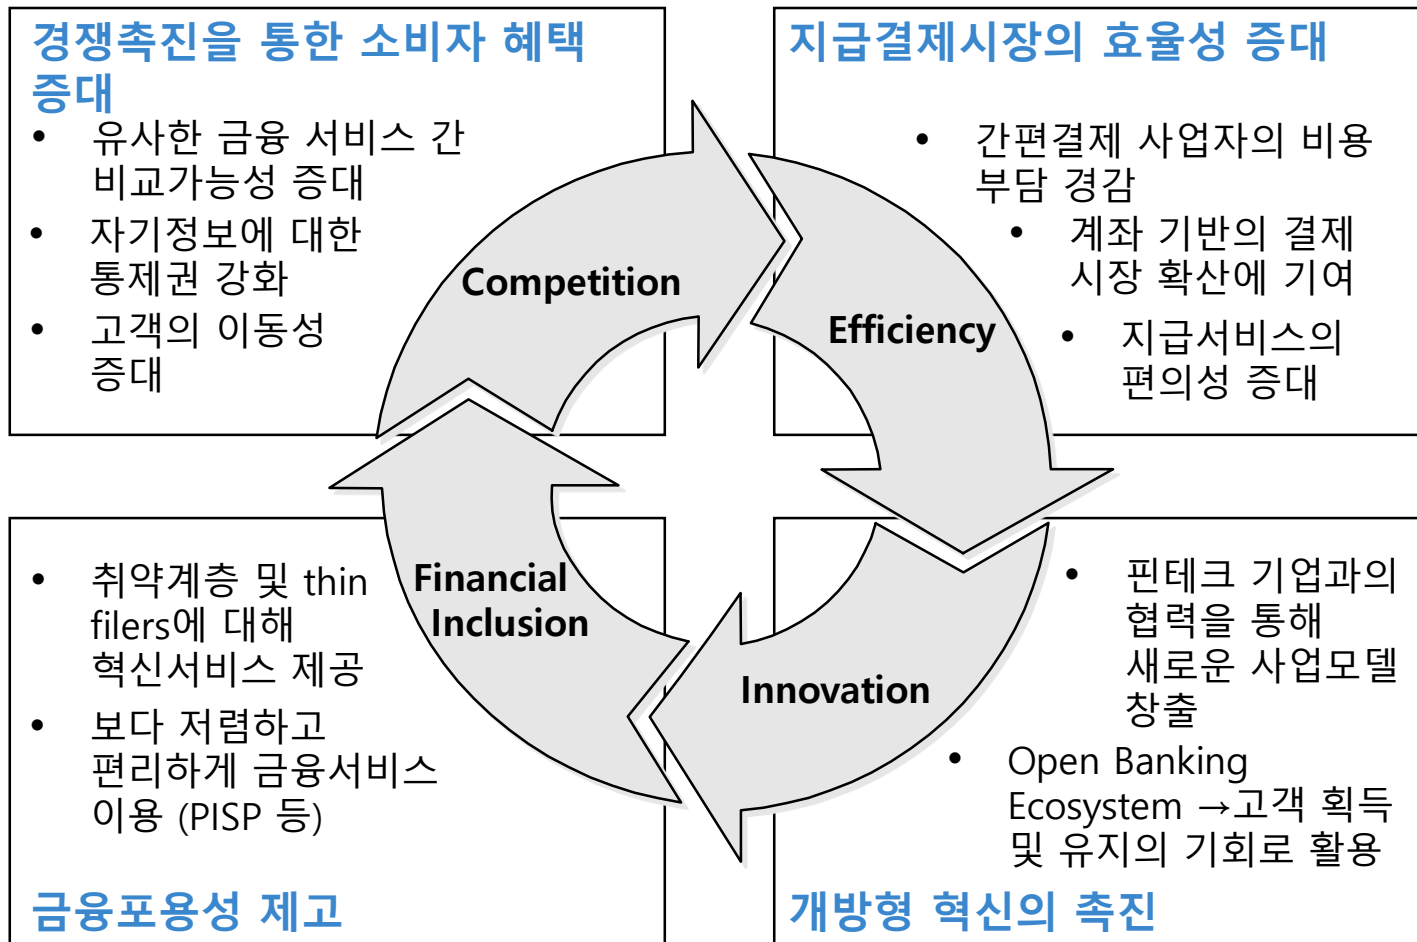 경쟁촉진을 통한 소비자 혜택
증대
• 유사한 금융 서비스 간
비교가능성 증대
• 자기정보에 대한
통제권 강화
• 고객의 이동성
증대
Competition
지급결제시장의 효율성 증대
• 간편결제 사업자의 비용
부담 경감
• 계좌 기반의 결제
시장 확산에 기여
• 지급서비스의
편의성 증대
Efficiency
• 취약계층 및 thin
filers에 대해
혁신서비스 제공
• 보다 저렴하고
편리하게 금융서비스
이용 (PISP 등)
Financial
Inclusion
금융포용성 제고
• 핀테크 기업과의
협력을 통해
새로운 사업모델
창출
• Open Banking
Ecosystem →고객 획득
및 유지의 기회로 활용
Innovation
개방형 혁신의 촉진